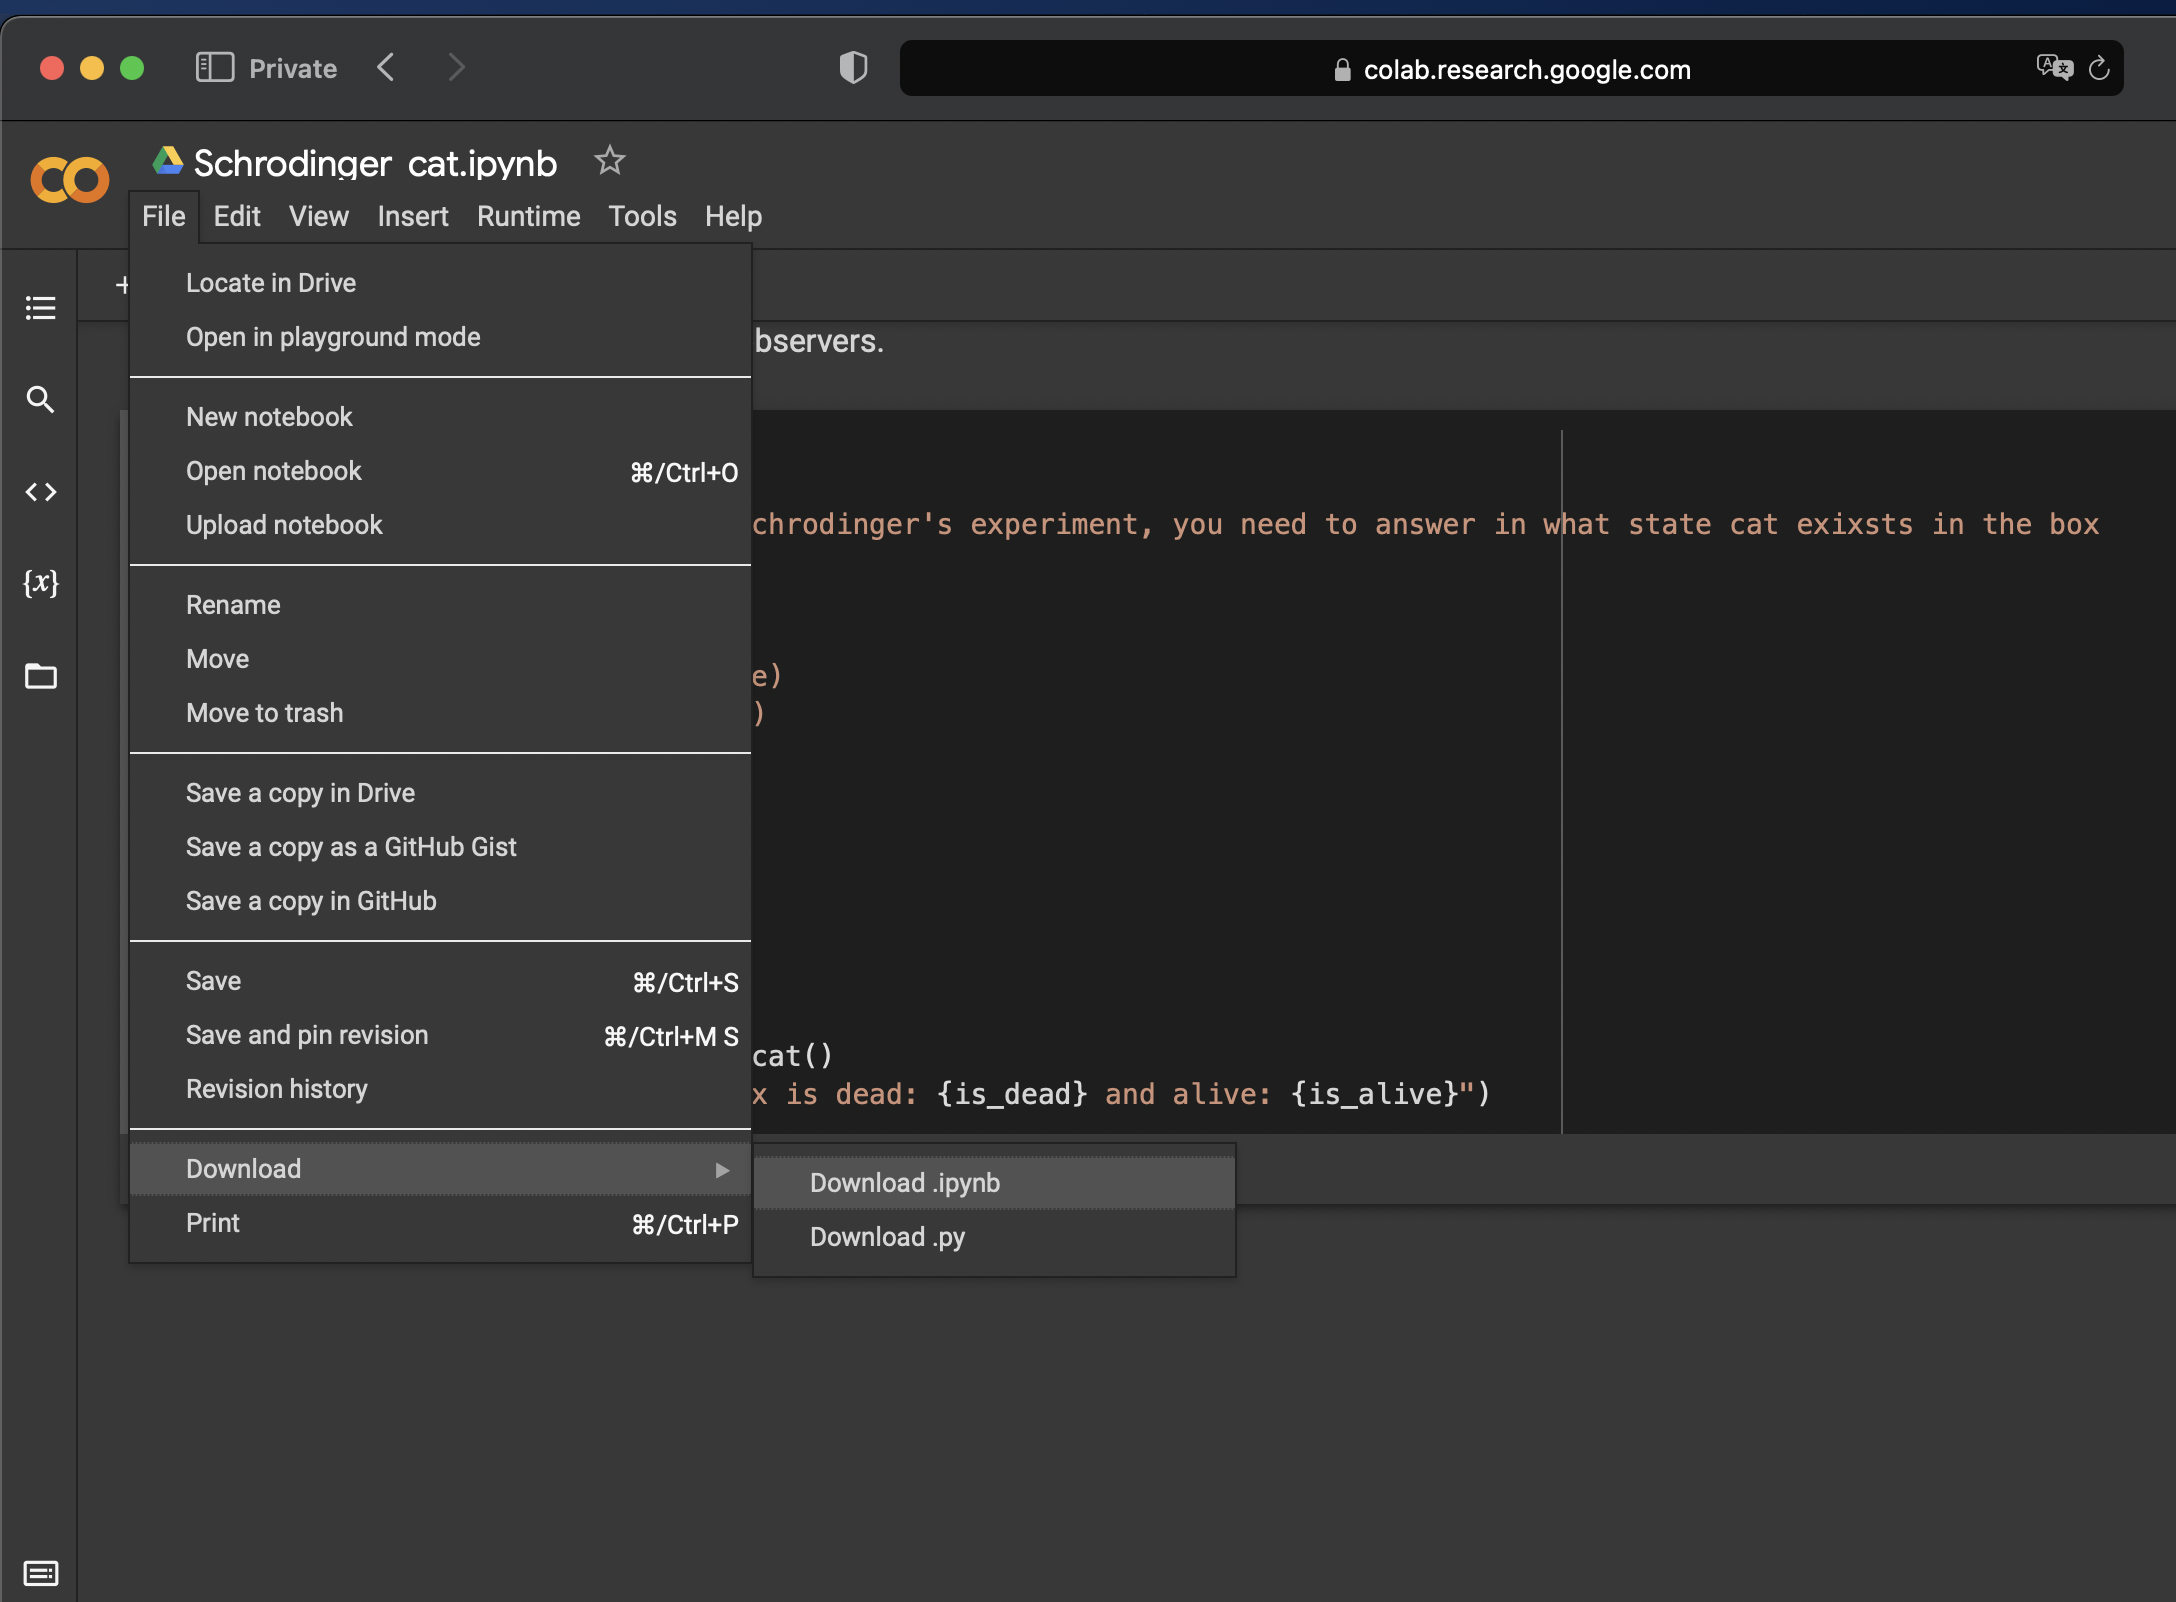 Private
colab.research.google.com
Schrodinger cat.ipynb
File Edit View Insert Runtime Tools Help
Locate in Drive
Open in playground mode
bservers.
New notebook
Open notebook ⌘/Ctrl+O
Upload notebook
chrodinger's experiment, you need to answer in what state cat exixsts in the box
Rename
Move
e)
Move to trash
)
Save a copy in Drive
Save a copy as a GitHub Gist
Save a copy in GitHub
Save ⌘/Ctrl+S
Save and pin revision ⌘/Ctrl+M S
cat()
Revision history
x is dead: {is_dead} and alive: {is_alive}")
Download
Download .ipynb
Print ⌘/Ctrl+P
Download .py